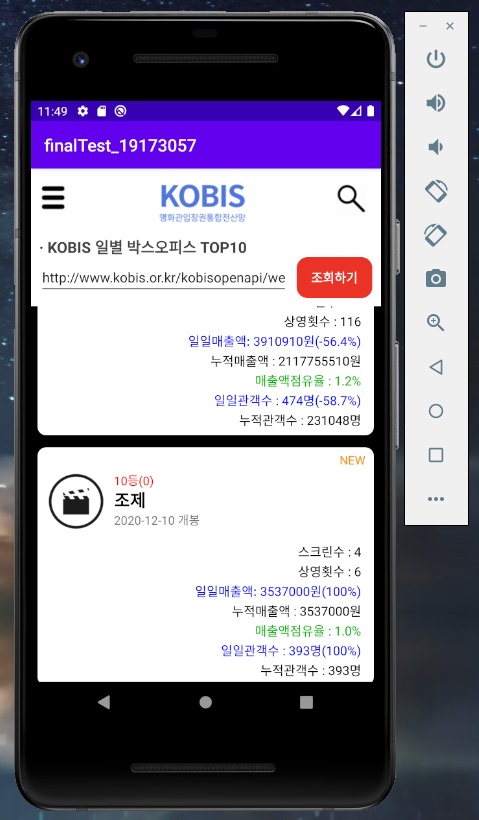 11:49
finalTest_19173057
KOBIS
영화관입장권통합전산망
· KOBIS 일별 박스오피스 TOP10
http://www.kobis.or.kr/kobisopenapi/we
조회하기
상영횟수 : 116
일일매출액: 3910910원(-56.4%)
누적매출액 : 2117755510원
매출액점유율 : 1.2%
일일관객수 : 474명(-58.7%)
누적관객수 : 231048명
NEW
10등(0)
조제
2020-12-10 개봉
스크린수 : 4
상영횟수 : 6
일일매출액: 3537000원(100%)
누적매출액 : 3537000원
매출액점유율 : 1.0%
일일관객수 : 393명(100%)
누적관객수 : 393명